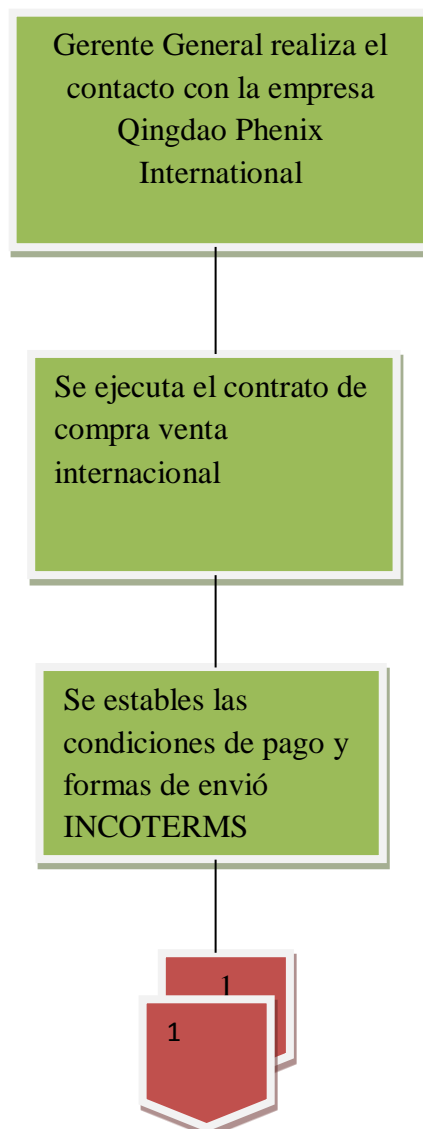 Gerente General realiza el
contacto con la empresa
Qingdao Phenix
International
Se ejecuta el contrato de
compra venta
internacional
Se estables las
condiciones de pago y
formas de envió
INCOTERMS
1
1